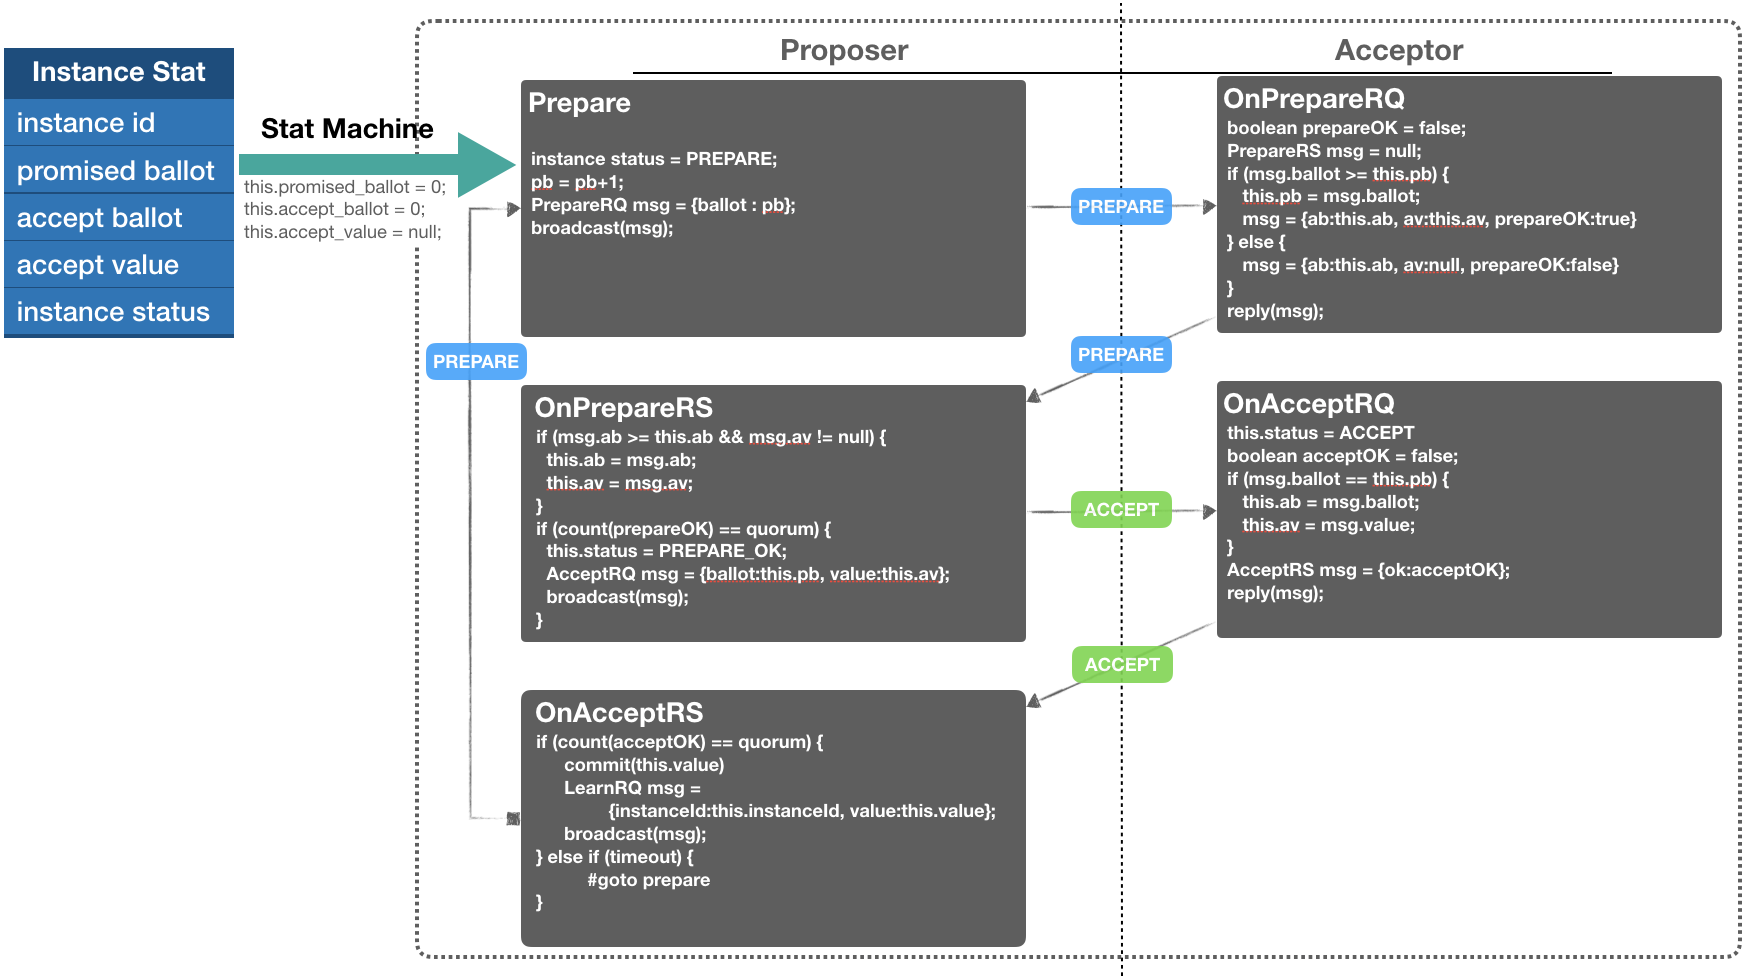 Instance Stat
instance id
promised ballot
accept ballot
accept value
instance status
Stat Machine
this.promised_ballot = 0;
this.accept_ballot = 0;
this.accept_value = null;
Proposer
Acceptor
Prepare
instance status = PREPARE;
pb = pb+1;
PrepareRQ msg = {ballot : pb};
broadcast(msg);
PREPARE
OnPrepareRQ
boolean prepareOK = false;
PrepareRS msg = null;
if (msg.ballot >= this.pb) {
this.pb = msg.ballot;
msg = {ab:this.ab, av:this.av, prepareOK:true}
} else {
msg = {ab:this.ab, av:null, prepareOK:false}
}
reply(msg);
PREPARE
PREPARE
OnPrepareRS
if (msg.ab >= this.ab && msg.av != null) {
this.ab = msg.ab;
this.av = msg.av;
}
if (count(prepareOK) == quorum) {
this.status = PREPARE_OK;
AcceptRQ msg = {ballot:this.pb, value:this.av};
broadcast(msg);
}
ACCEPT
OnAcceptRQ
this.status = ACCEPT
boolean acceptOK = false;
if (msg.ballot == this.pb) {
this.ab = msg.ballot;
this.av = msg.value;
}
AcceptRS msg = {ok:acceptOK};
reply(msg);
ACCEPT
OnAcceptRS
if (count(acceptOK) == quorum) {
commit(this.value)
LearnRQ msg =
{instanceId:this.instanceId, value:this.value};
broadcast(msg);
} else if (timeout) {
#goto prepare
}